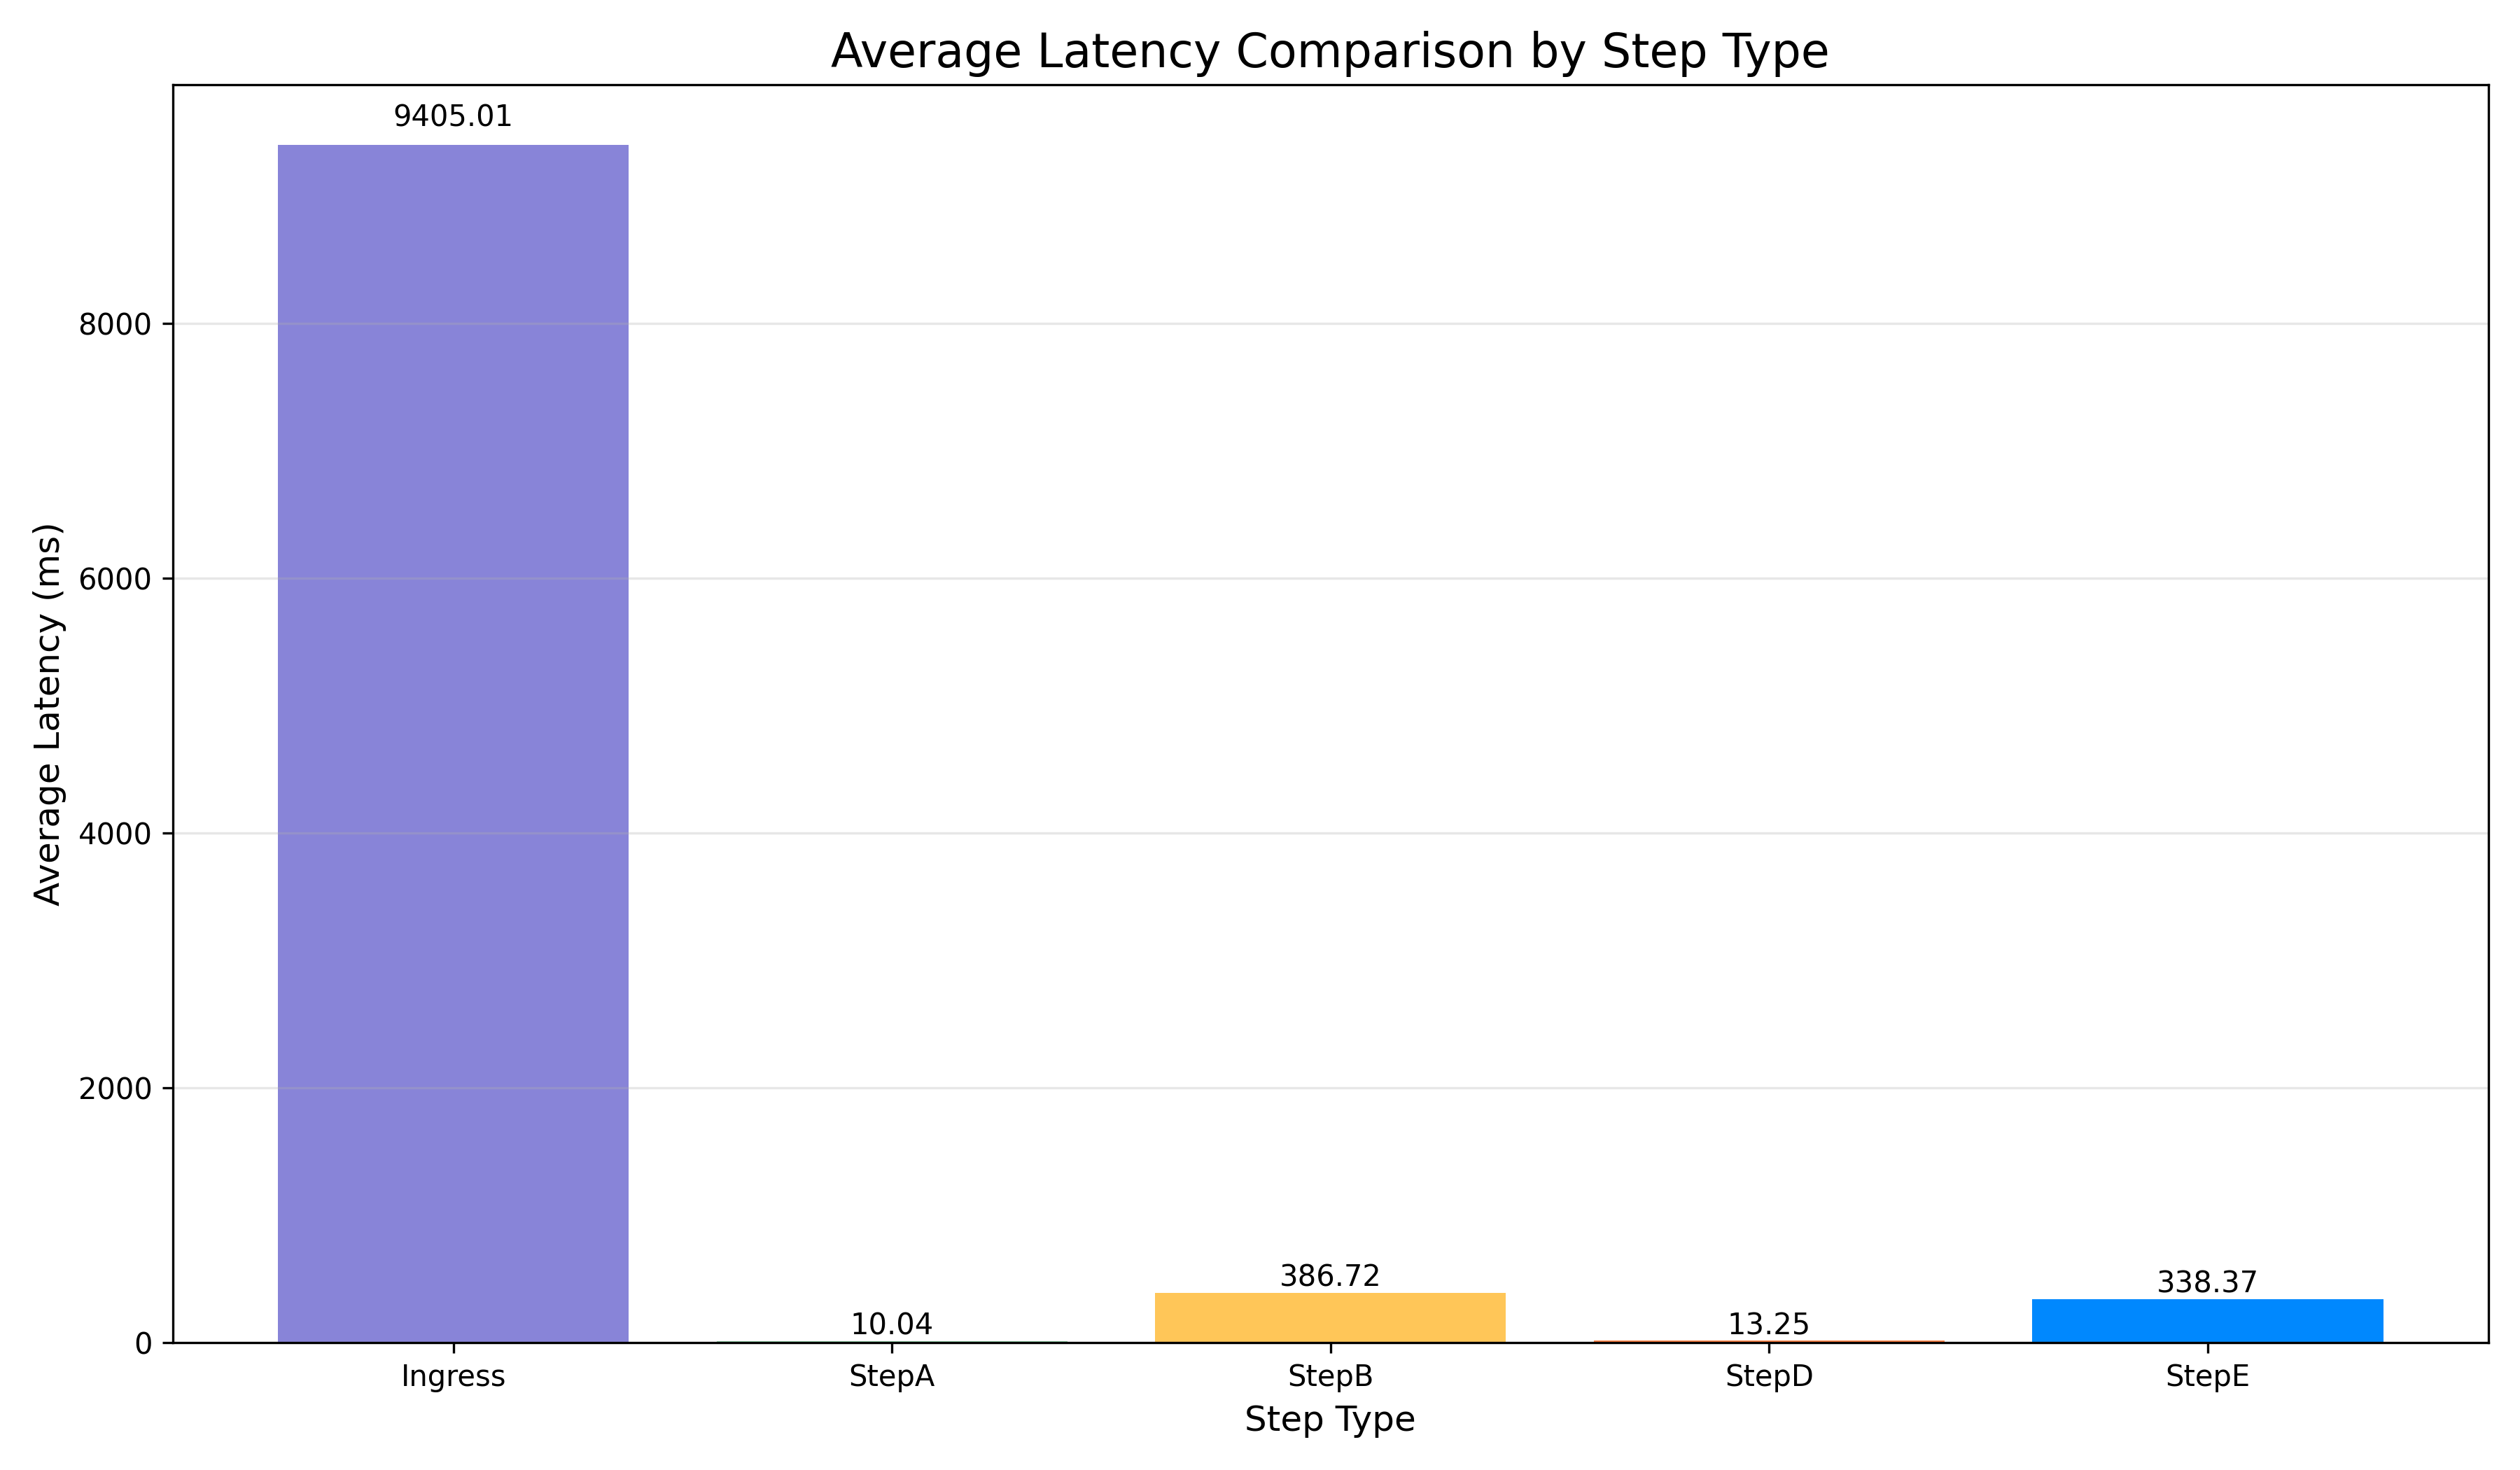 Average Latency Comparison by Step Type
9405.01
8000
6000
4000
2000
0
Average Latency (ms)
10.04
386.72
13.25
338.37
Ingress
StepA
StepB
StepD
StepE
Step Type